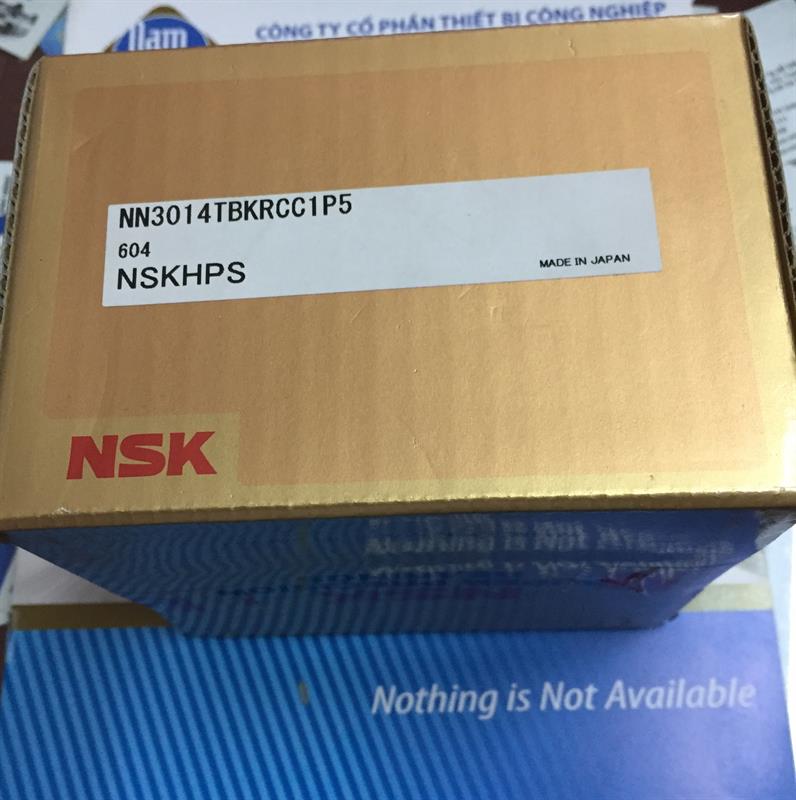 Nam
CÔNG TY CỔ PHẦN THIẾT BỊ CÔNG NGHIỆP
NN3014TBKRCC1P5
604
NSKHPS
MADE IN JAPAN
NSK
Nothing is Not Available